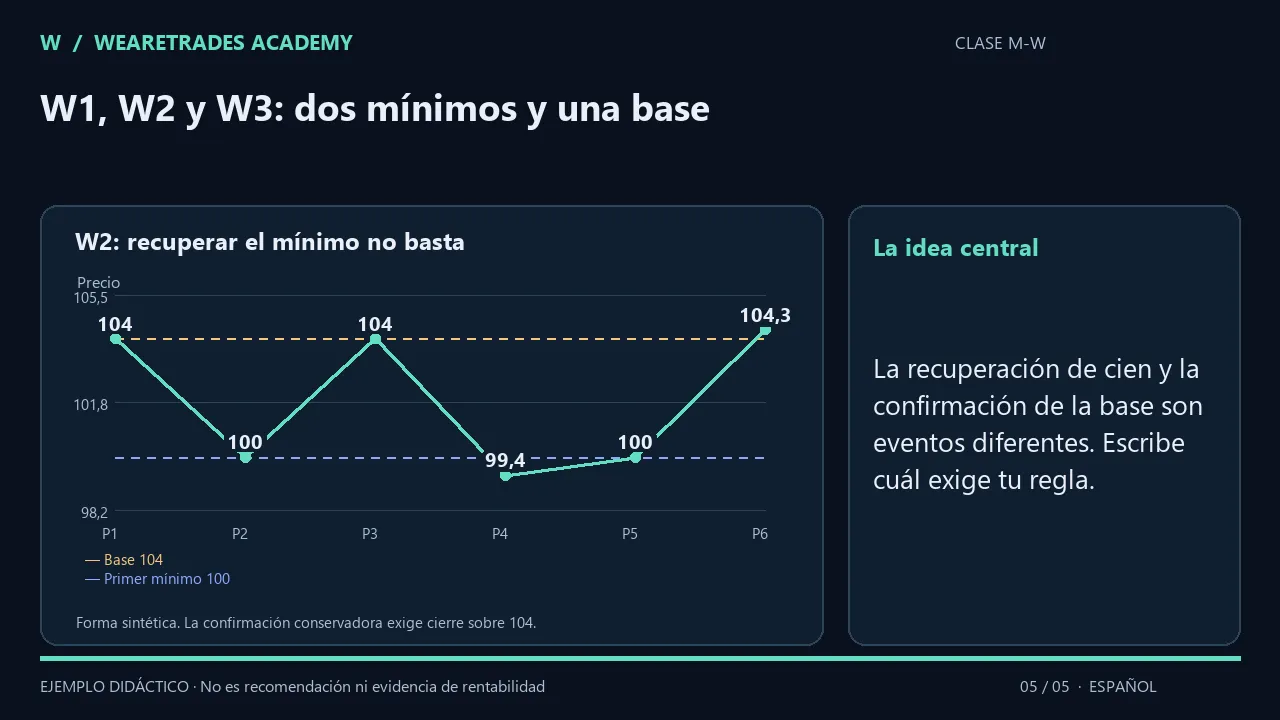 W / WEARETRADES ACADEMY
CLASE M-W
W1, W2 y W3: dos mínimos y una base
W2: recuperar el mínimo no basta
Precio
105,5
104
104
104,3
101,8
100
99,4
100
98,2
P1
P2
P3
P4
P5
P6
— Base 104
— Primer mínimo 100
Forma sintética. La confirmación conservadora exige cierre sobre 104.
La idea central
La recuperación de cien y la
confirmación de la base son
eventos diferentes. Escribe
cuál exige tu regla.
EJEMPLO DIDÁCTICO · No es recomendación ni evidencia de rentabilidad
05 / 05 · ESPAÑOL